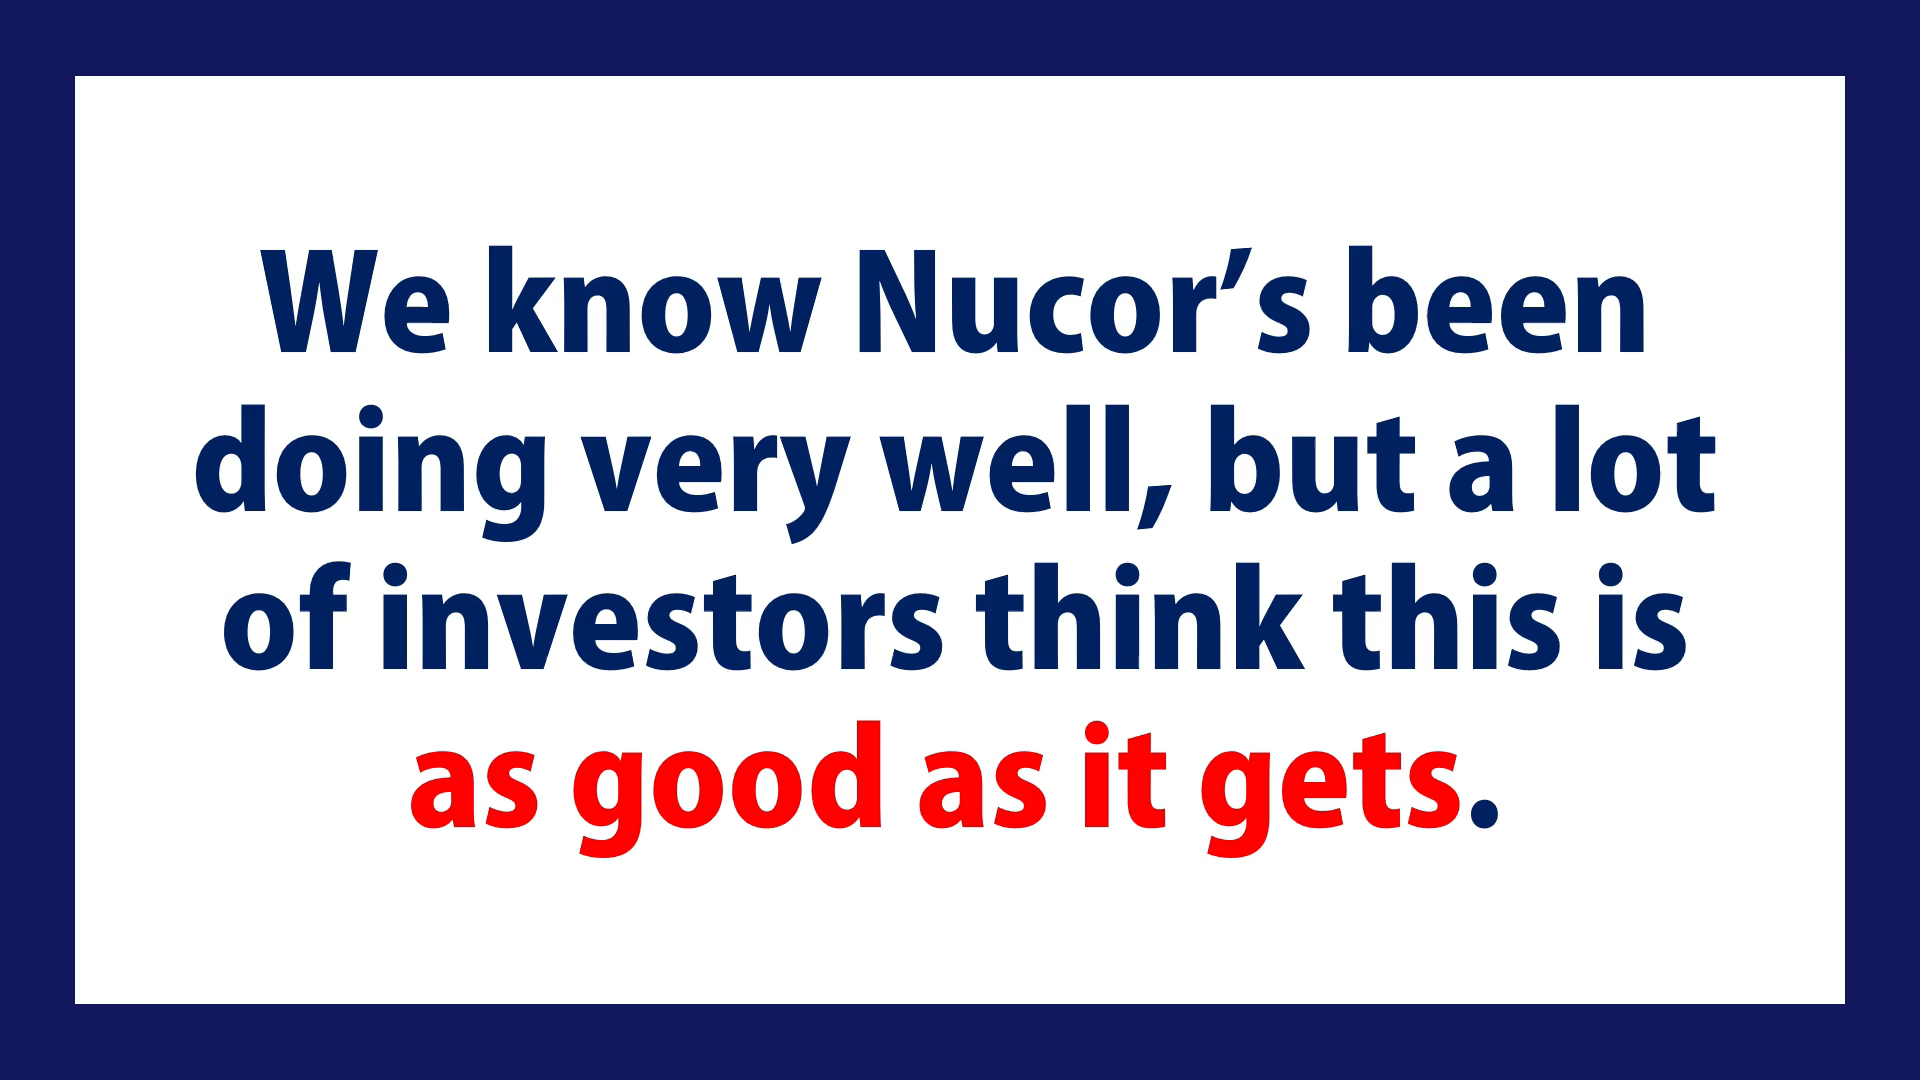 We know Nucor’s been
doing very well, but a lot
of investors think this is
as good as it gets.